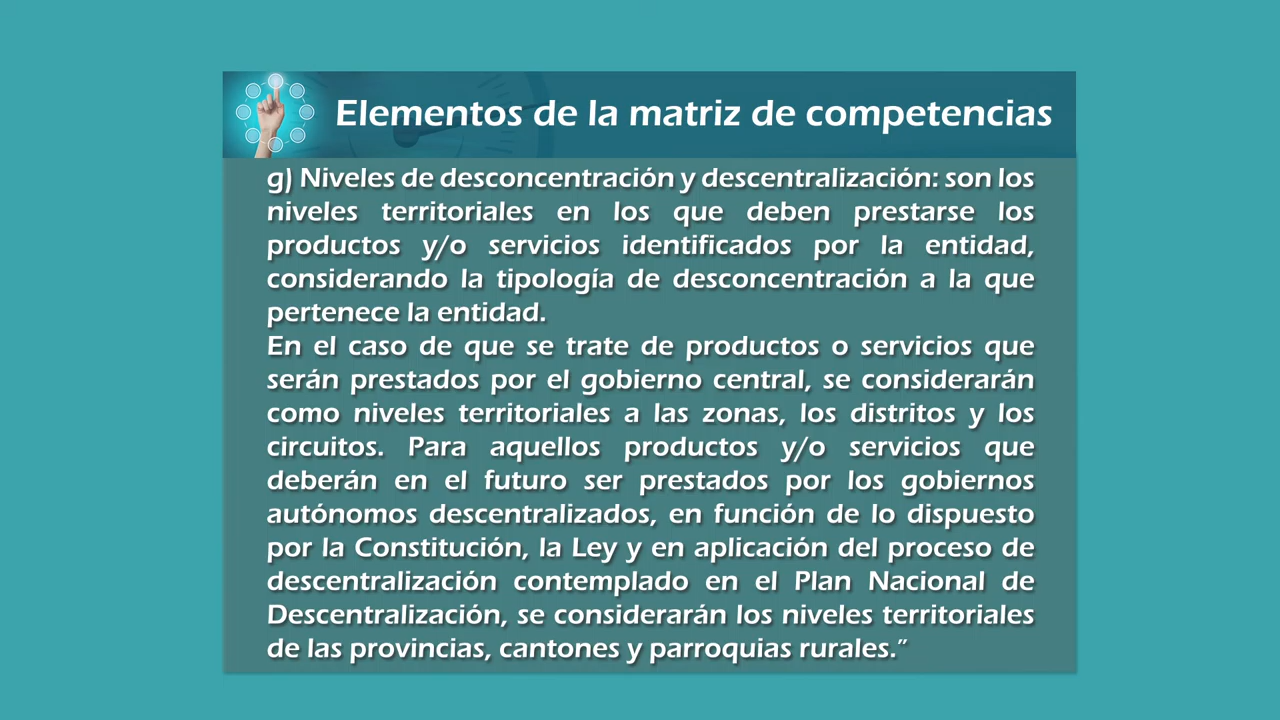 Elementos de la matriz de competencias
g) Niveles de desconcentración y descentralización: son los
niveles territoriales en los que deben prestarse los
productos y/o servicios identificados por la entidad,
considerando la tipología de desconcentración a la que
pertenece la entidad.
En el caso de que se trate de productos o servicios que
serán prestados por el gobierno central, se considerarán
como niveles territoriales a las zonas, los distritos y los
circuitos. Para aquellos productos y/o servicios que
deberán en el futuro ser prestados por los gobiernos
autónomos descentralizados, en función de lo dispuesto
por la Constitución, la Ley y en aplicación del proceso de
descentralización contemplado en el Plan Nacional de
Descentralización, se considerarán los niveles territoriales
de las provincias, cantones y parroquias rurales.”